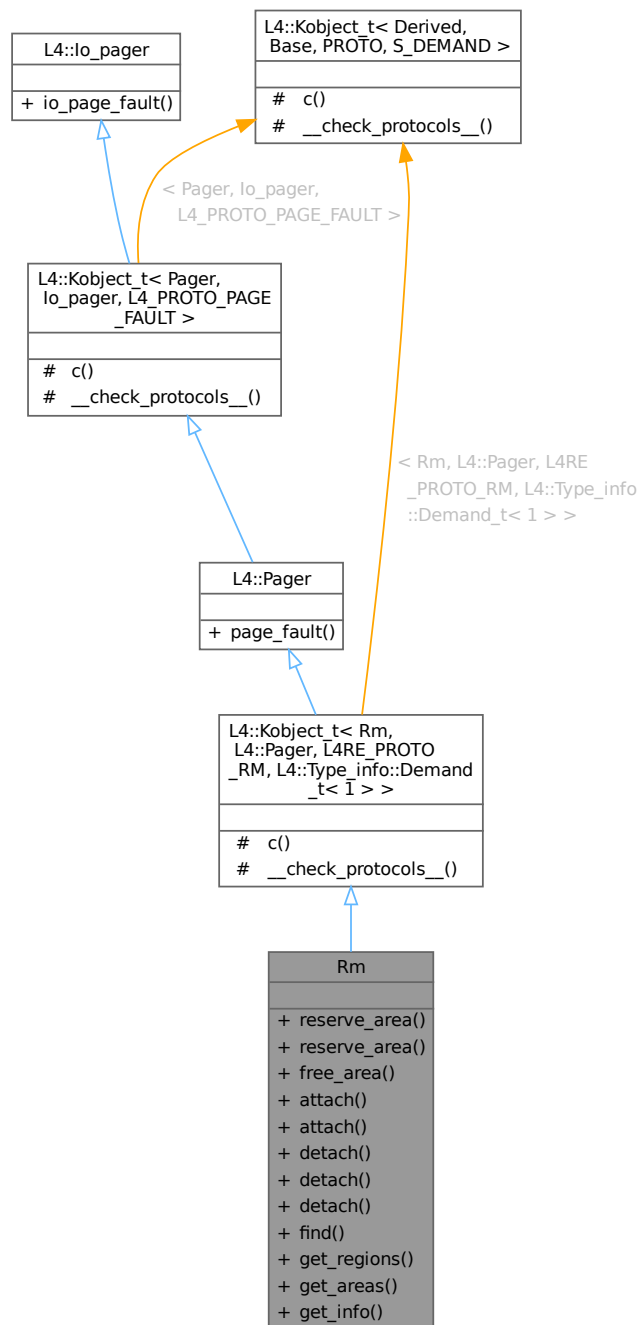 L4::Io_pager
+ io_page_fault()
L4::Kobject_t< Derived,
Base, PROTO, S_DEMAND >
# c()
# __check_protocols__()
< Pager, Io_pager,
L4_PROTO_PAGE_FAULT >
L4::Kobject_t< Pager,
Io_pager, L4_PROTO_PAGE
_FAULT >
# c()
# __check_protocols__()
< Rm, L4::Pager, L4RE
_PROTO_RM, L4::Type_info
::Demand_t< 1 > >
L4::Pager
+ page_fault()
L4::Kobject_t< Rm,
L4::Pager, L4RE_PROTO
_RM, L4::Type_info::Demand
_t< 1 > >
# c()
# __check_protocols__()
Rm
+ reserve_area()
+ reserve_area()
+ free_area()
+ attach()
+ attach()
+ detach()
+ detach()
+ detach()
+ find()
+ get_regions()
+ get_areas()
+ get_info()